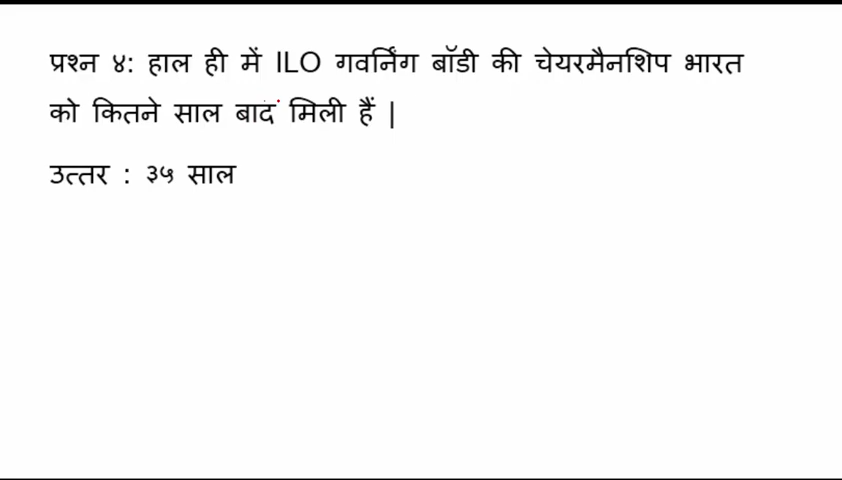 प्रश्न ४: हाल ही में ILO गवर्निंग बॉडी की चेयरमैनशिप भारत
को कितने साल बाद मिली हैं |
उत्तर : ३५ साल